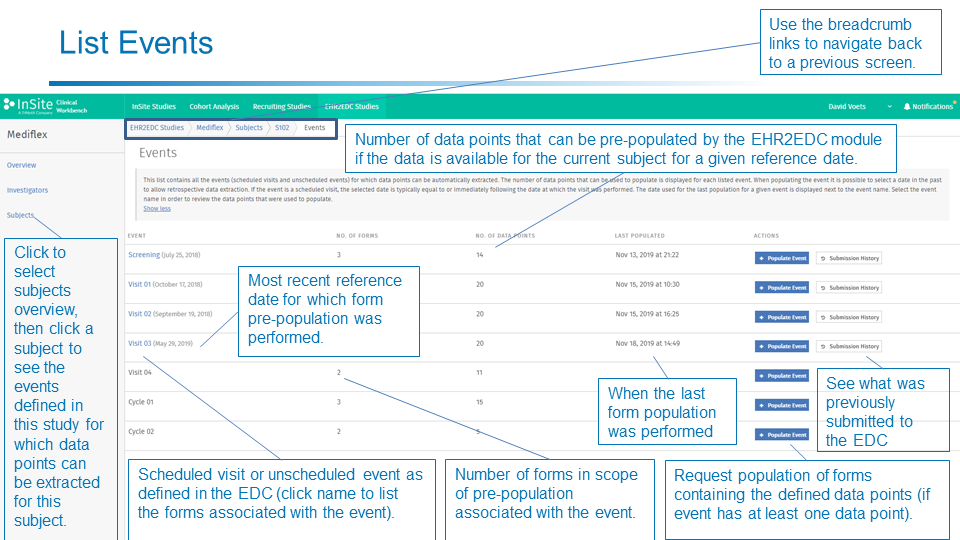 List Events
Use the breadcrumb
links to navigate back
to a previous screen.
InSite Clinical
Workbench
A TriNetX Company
InSite Studies Cohort Analysis Recruiting Studies EHR2EDC Studies David Voets Notifications
Mediflex
EHR2EDC Studies Mediflex Subjects S102 Events
Overview
Investigators
Subjects
Number of data points that can be pre-populated by the EHR2EDC module
if the data is available for the current subject for a given reference date.
Events
This list contains all the events (scheduled visits and unscheduled events) for which data points can be automatically extracted. The number of data points that can be used to populate is displayed for each listed event. When populating the event it is possible to select a date in the past
to allow retrospective data extraction. If the event is a scheduled visit, the selected date is typically equal to or immediately following the date at which the visit was performed. The date used for the last population for a given event is displayed next to the event name. Select the event
name in order to review the data points that were used to populate.
Show less
EVENT NO. OF FORMS NO. OF DATA POINTS LAST POPULATED ACTIONS
Screening (July 25, 2018) 3 14 Nov 13, 2019 at 21:22 Populate Event Submission History
Visit 01 (October 17, 2018) 20 Nov 15, 2019 at 10:30 Populate Event Submission History
Visit 02 (September 19, 2018) 20 Nov 15, 2019 at 16:25 Populate Event Submission History
Visit 03 (May 29, 2019) 20 Nov 18, 2019 at 14:49 Populate Event Submission History
Visit 04 2 11 Populate Event
Cycle 01 3 15 Populate Event
Cycle 02 2 5 Populate Event
Click to
select
subjects
overview,
then click a
subject to
see the
events
defined in
this study for
which data
points can
be extracted
for this
subject.
Most recent reference
date for which form
pre-population was
performed.
When the last
form population
was performed
See what was
previously
submitted to
the EDC
Scheduled visit or unscheduled event as
defined in the EDC (click name to list
the forms associated with the event).
Number of forms in scope
of pre-population
associated with the event.
Request population of forms
containing the defined data points (if
event has at least one data point).